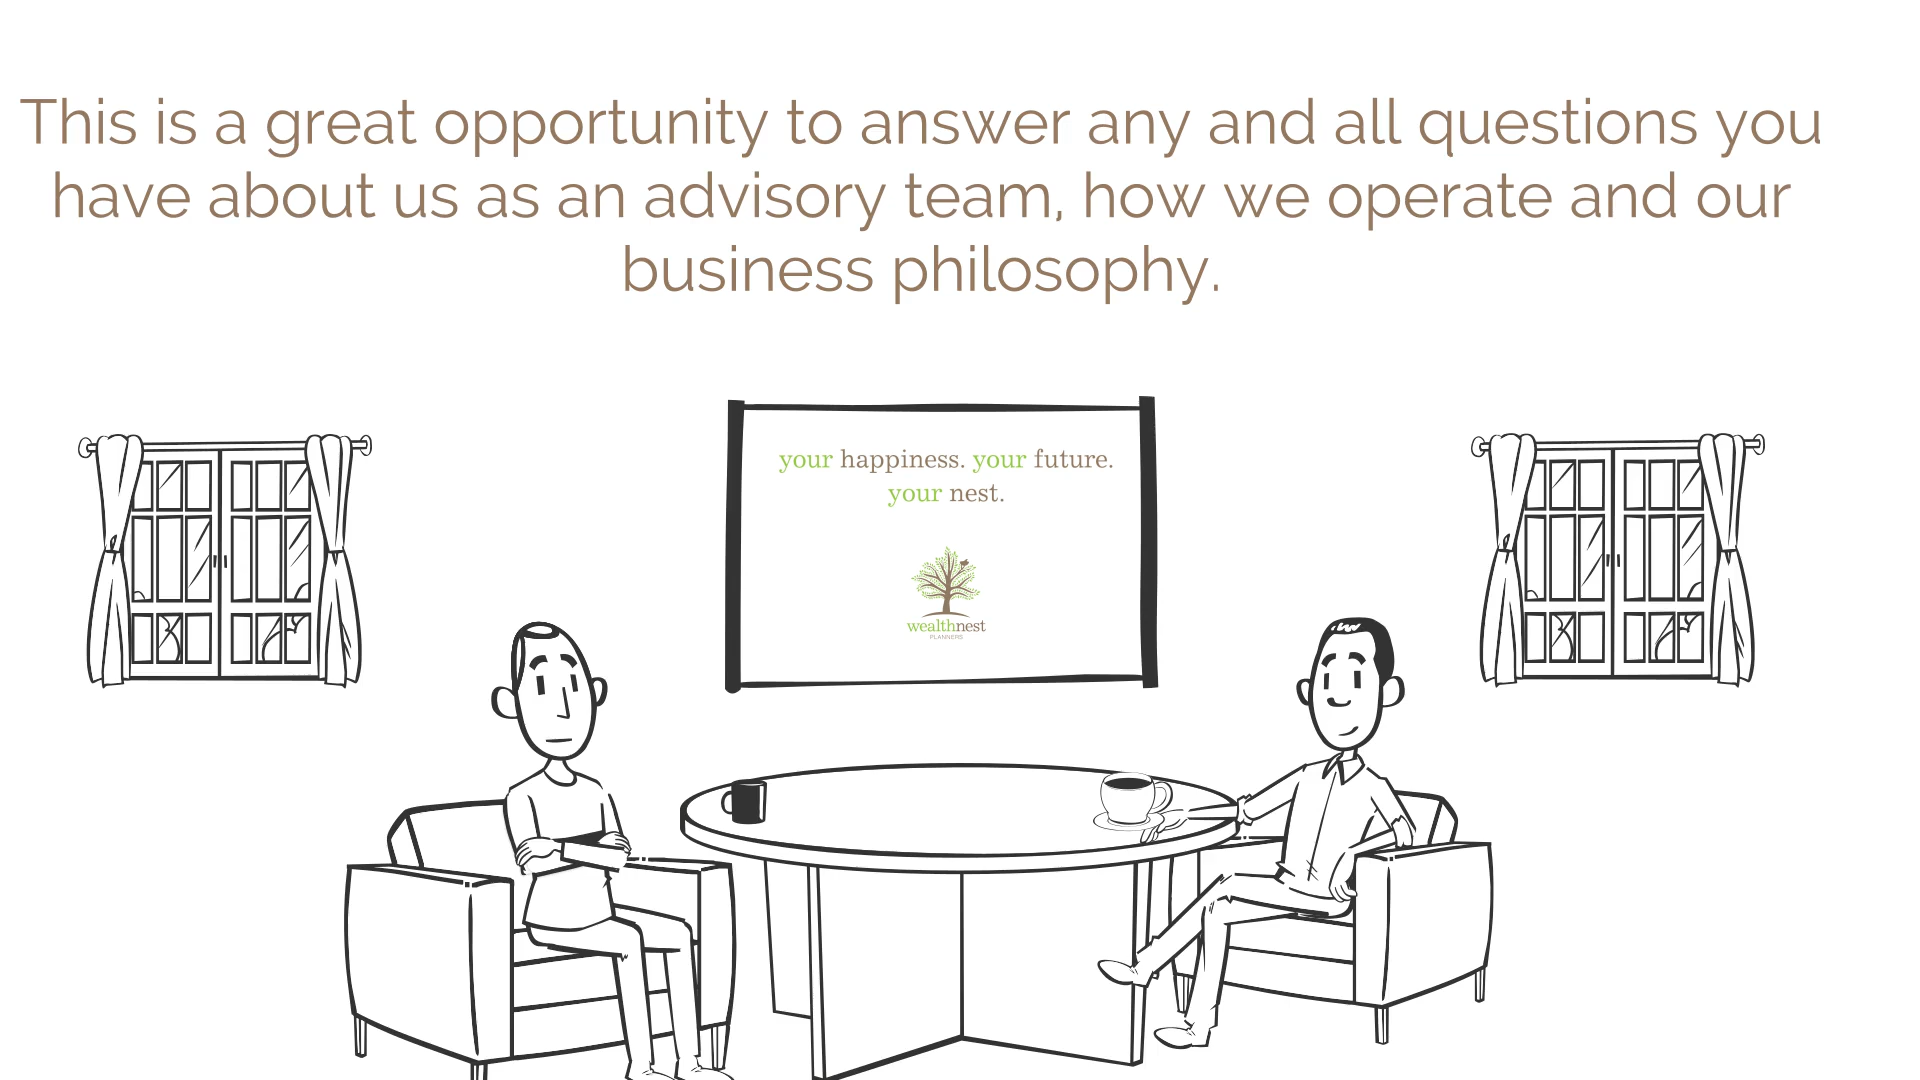 This is a great opportunity to answer any and all questions you
have about us as an advisory team, how we operate and our
business philosophy.
your happiness. your future.
your nest.
wealthnest
PLANNERS